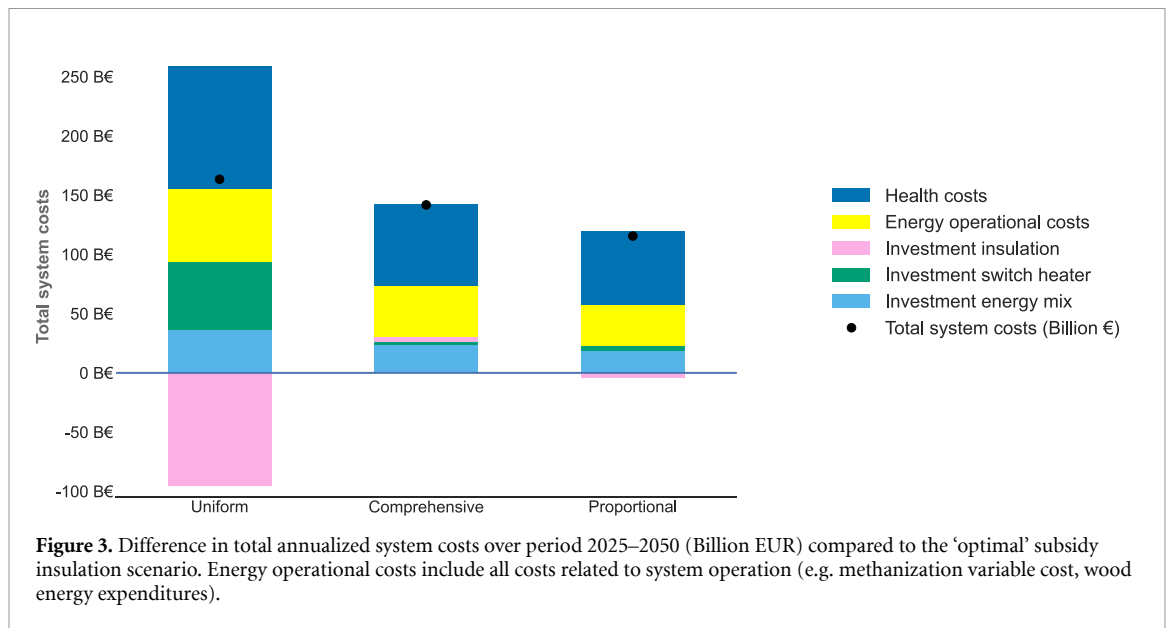 250 B€
200 B€
150 B€
100 B€
50 B€
0 B€
-50 B€
-100 B€
Total system costs
Uniform
Comprehensive
Proportional
Health costs
Energy operational costs
Investment insulation
Investment switch heater
Investment energy mix
Total system costs (Billion €)
Figure 3. Difference in total annualized system costs over period 2025–2050 (Billion EUR) compared to the ‘optimal’ subsidy
insulation scenario. Energy operational costs include all costs related to system operation (e.g. methanization variable cost, wood
energy expenditures).